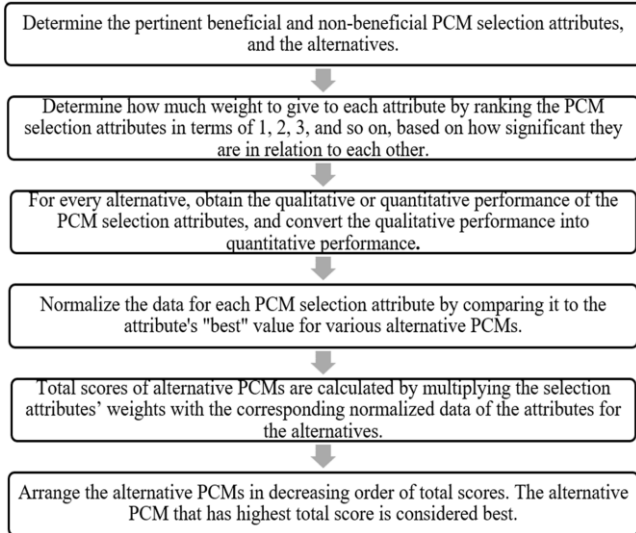 Determine the pertinent beneficial and non-beneficial PCM selection attributes,
and the alternatives.
Determine how much weight to give to each attribute by ranking the PCM
selection attributes in terms of 1, 2, 3, and so on, based on how significant they
are in relation to each other.
For every alternative, obtain the qualitative or quantitative performance of the
PCM selection attributes, and convert the qualitative performance into
quantitative performance.
Normalize the data for each PCM selection attribute by comparing it to the
attribute's "best" value for various alternative PCMs.
Total scores of alternative PCMs are calculated by multiplying the selection
attributes’ weights with the corresponding normalized data of the attributes for
the alternatives.
Arrange the alternative PCMs in decreasing order of total scores. The alternative
PCM that has highest total score is considered best.